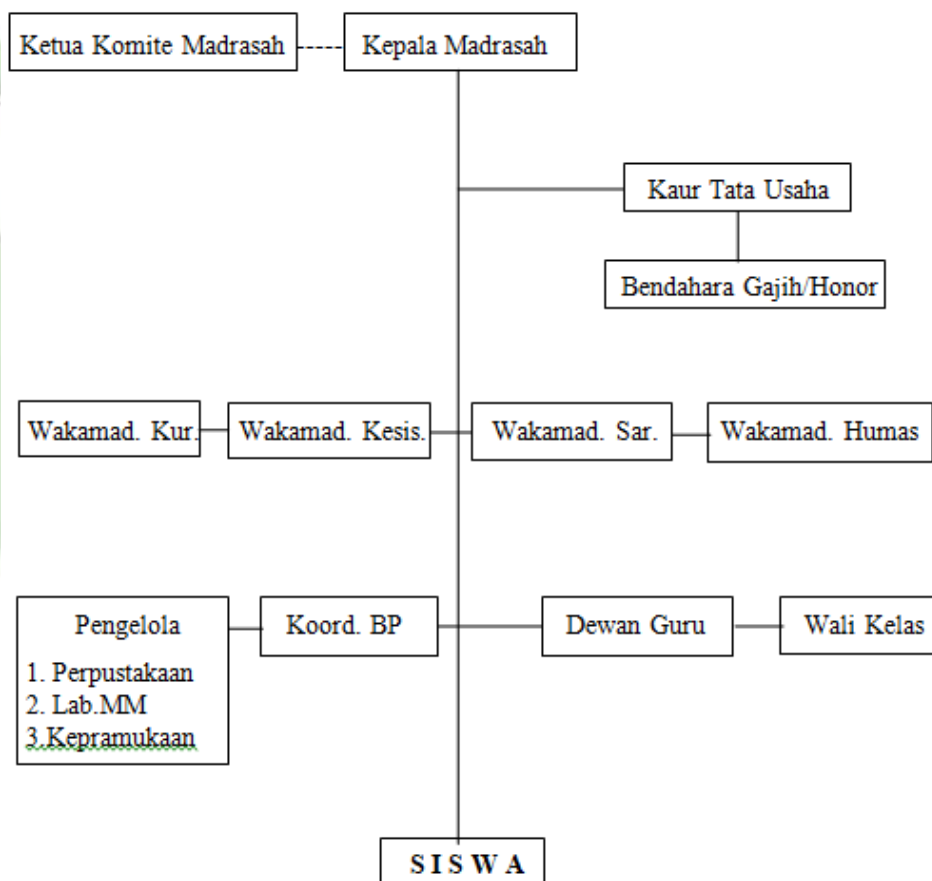 Ketua Komite Madrasah
Kepala Madrasah
Kaur Tata Usaha
Bendahara Gajih/Honor
Wakamad. Kur.
Wakamad. Kesis.
Wakamad. Sar.
Wakamad. Humas
Pengelola
1. Perpustakaan
2. Lab.MM
3.Kepramukaan
Koord. BP
Dewan Guru
Wali Kelas
S I S W A